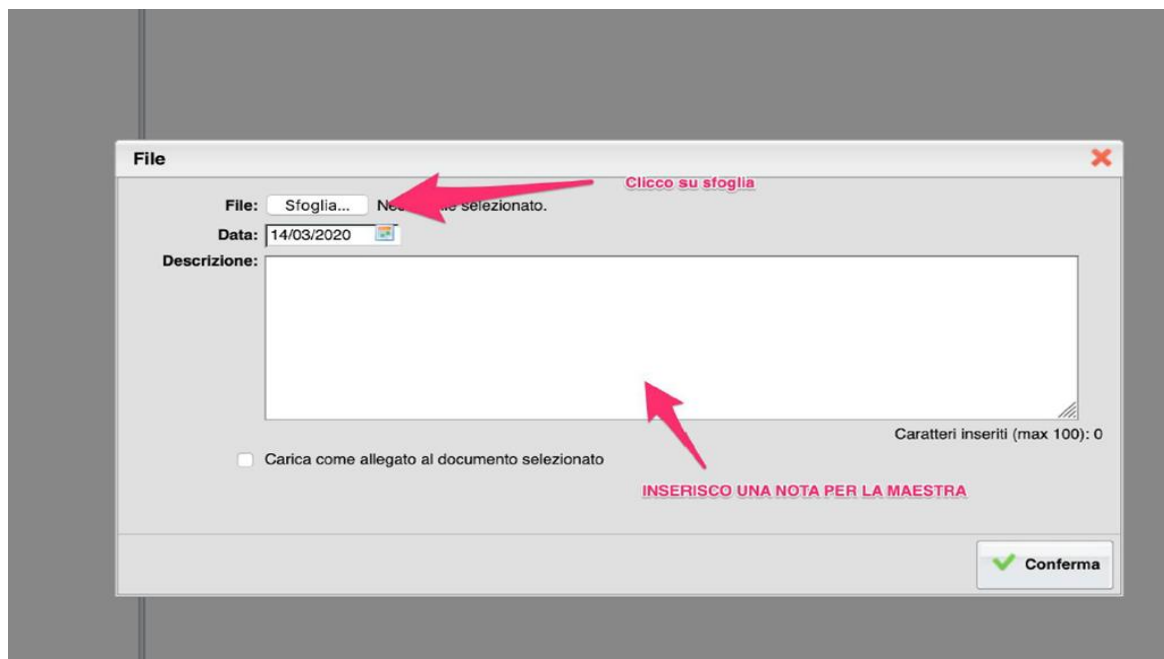 File
Clicco su sfoglia
File: Sfoglia... selezionato.
Data: 14/03/2020
Descrizione:
Caratteri inseriti (max 100): 0
Carica come allegato al documento selezionato
INSERISCO UNA NOTA PER LA MAESTRA
Conferma